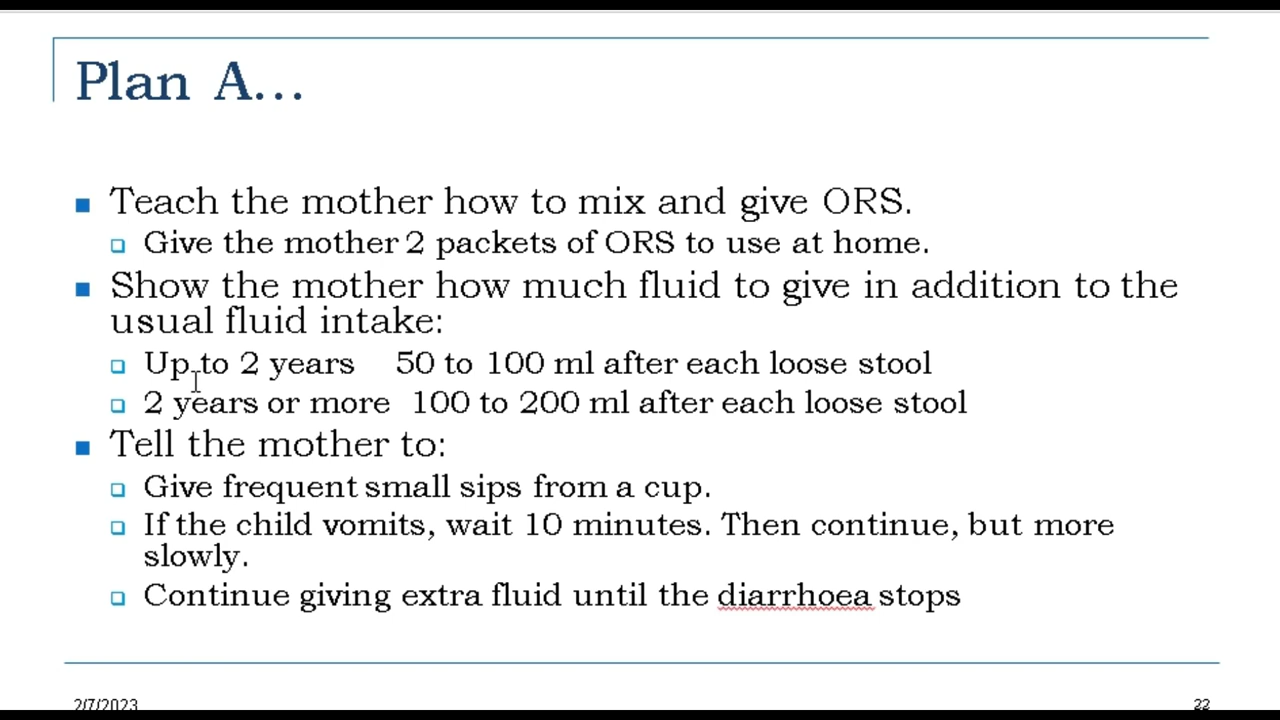 Plan A...
Teach the mother how to mix and give ORS.
Give the mother 2 packets of ORS to use at home.
Show the mother how much fluid to give in addition to the
usual fluid intake:
Up to 2 years 50 to 100 ml after each loose stool
2 years or more 100 to 200 ml after each loose stool
Tell the mother to:
Give frequent small sips from a cup.
If the child vomits, wait 10 minutes. Then continue, but more
slowly.
Continue giving extra fluid until the diarrhoea stops
2/7/2023
22